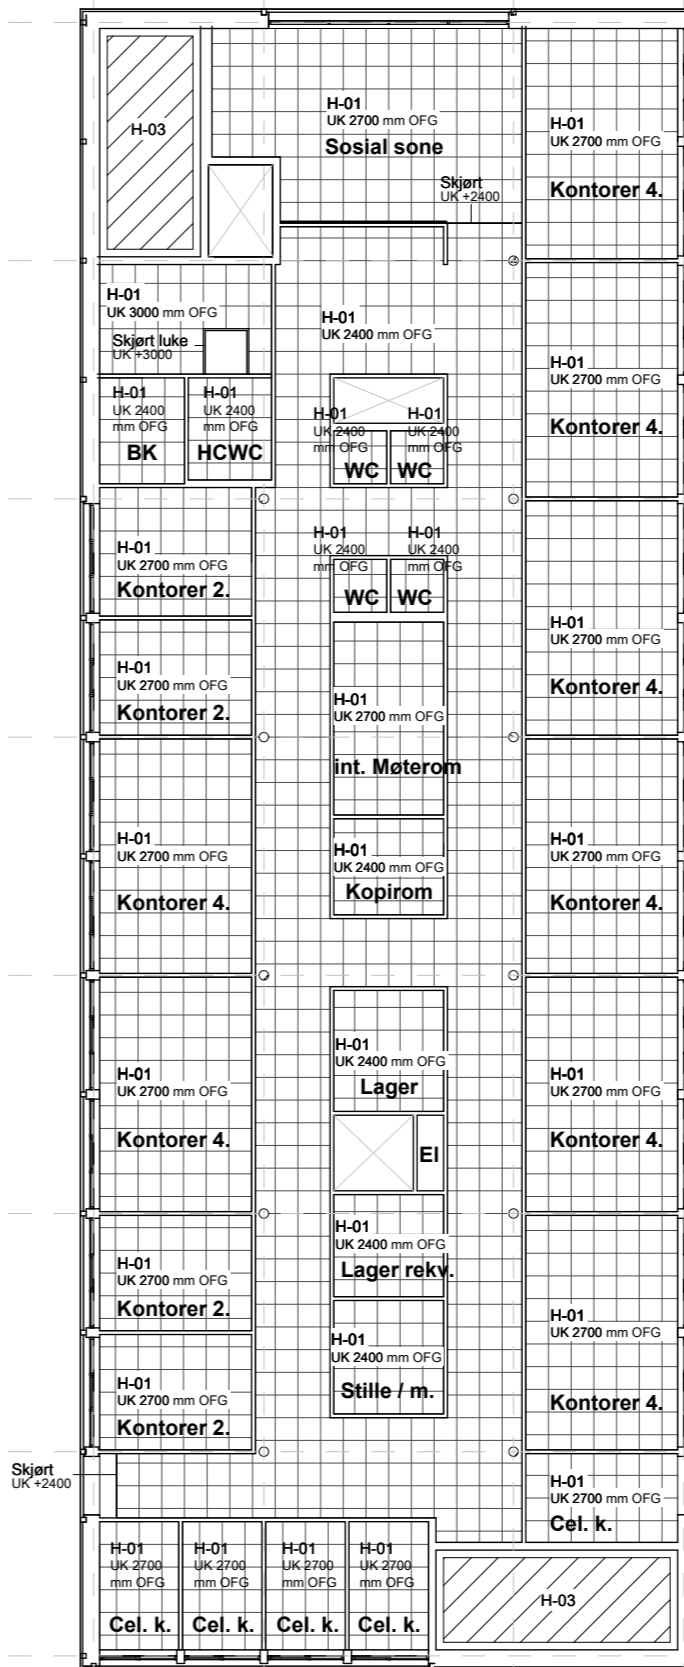 H-03
H-01
UK 2700 mm OFG
Sosial sone
H-01
UK 2700 mm OFG
Kontorer 4.
Skjørt
UK +2400
H-01
UK 3000 mm OFG
Skjørt luke
UK +3000
H-01
UK 2400 mm OFG
H-01
UK 2700 mm OFG
Kontorer 4.
H-01
UK 2400
mm OFG
BK
H-01
UK 2400
mm OFG
HCWC
H-01
UK 2400
mm OFG
WC
H-01
UK 2400
mm OFG
WC
H-01
UK 2700 mm OFG
Kontorer 2.
H-01
UK 2400
mm OFG
WC
H-01
UK 2400
mm OFG
WC
H-01
UK 2700 mm OFG
Kontorer 4.
H-01
UK 2700 mm OFG
Kontorer 2.
H-01
UK 2700 mm OFG
int. Møterom
H-01
UK 2700 mm OFG
Kontorer 4.
H-01
UK 2400 mm OFG
Kopirom
H-01
UK 2700 mm OFG
Kontorer 4.
H-01
UK 2700 mm OFG
Kontorer 4.
H-01
UK 2400 mm OFG
Lager
El
H-01
UK 2700 mm OFG
Kontorer 4.
H-01
UK 2700 mm OFG
Kontorer 2.
H-01
UK 2400 mm OFG
Lager rekv.
H-01
UK 2700 mm OFG
Kontorer 4.
H-01
UK 2700 mm OFG
Kontorer 2.
H-01
UK 2400 mm OFG
Stille / m.
Skjørt
UK +2400
H-01
UK 2700 mm OFG
Cel. k.
H-01
UK 2700
mm OFG
Cel. k.
H-01
UK 2700
mm OFG
Cel. k.
H-01
UK 2700
mm OFG
Cel. k.
H-01
UK 2700
mm OFG
Cel. k.
H-03